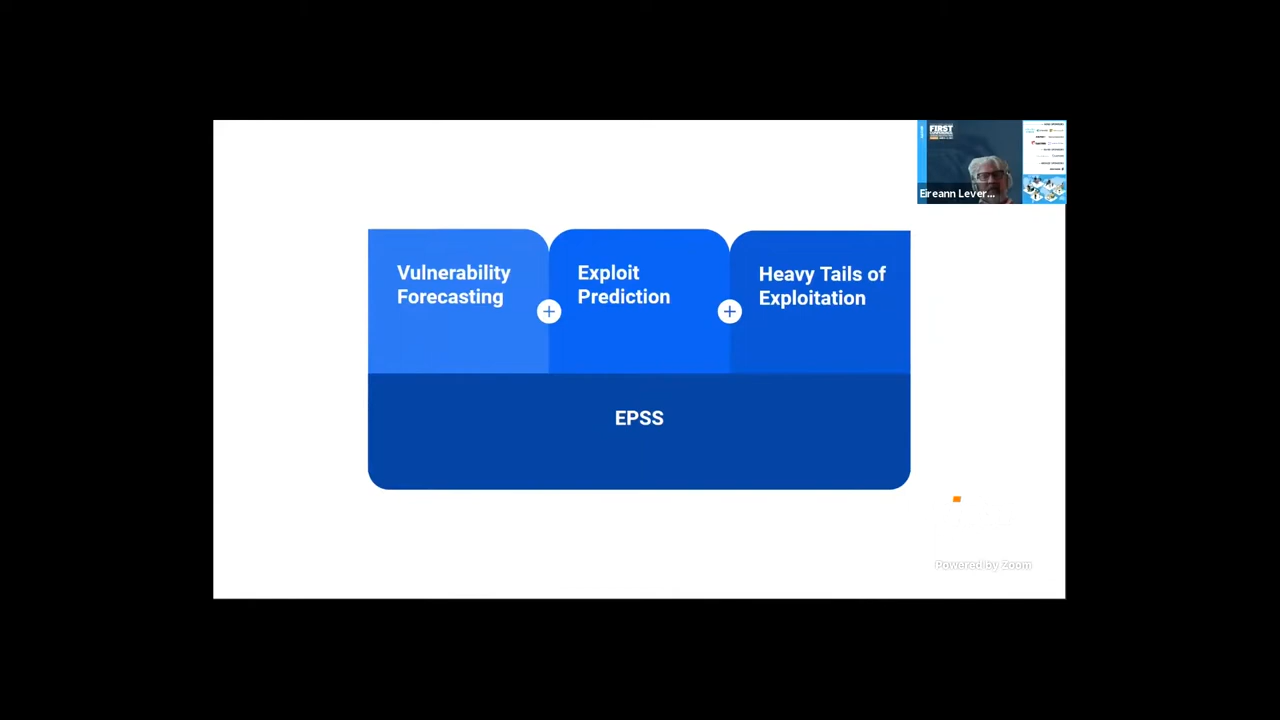 FIRST
Eireann Lever...
Vulnerability
Forecasting
Exploit
Prediction
Heavy Tails of
Exploitation
EPSS
Powered by Zoom